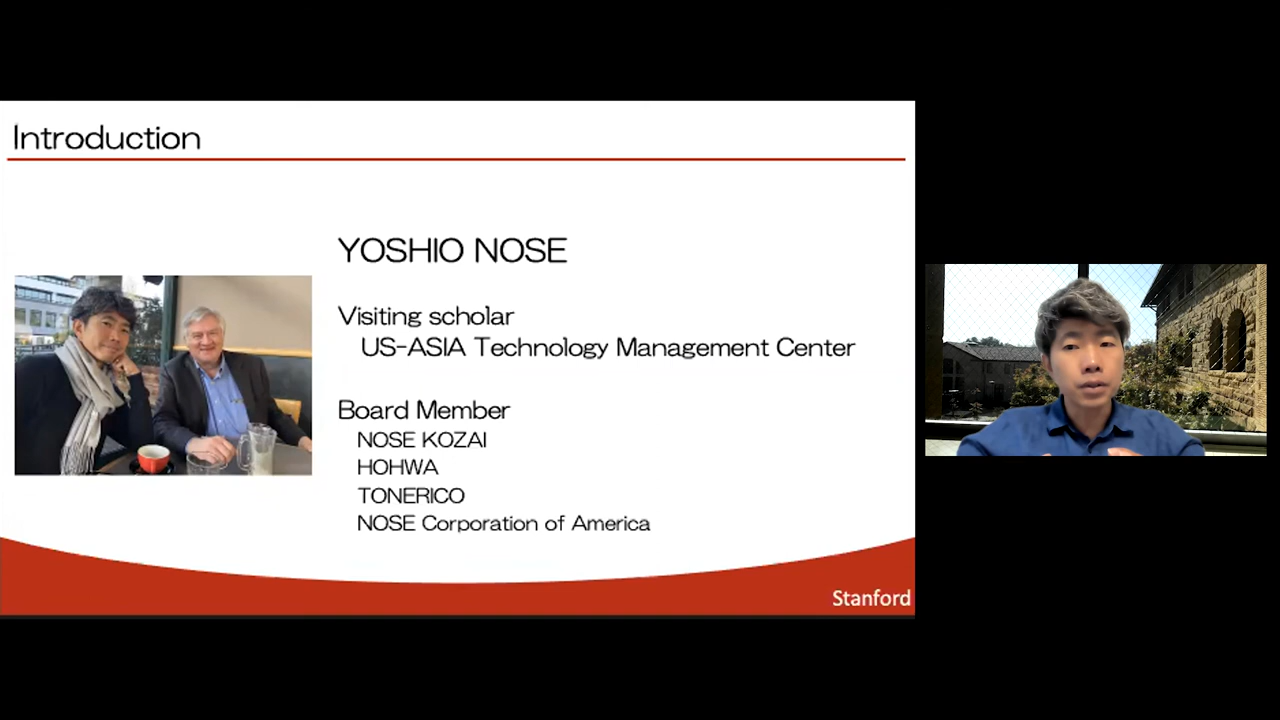 Introduction
YOSHIO NOSE
Visiting scholar
US-ASIA Technology Management Center
Board Member
NOSE KOZAI
HOHWA
TONERICO
NOSE Corporation of America
Stanford